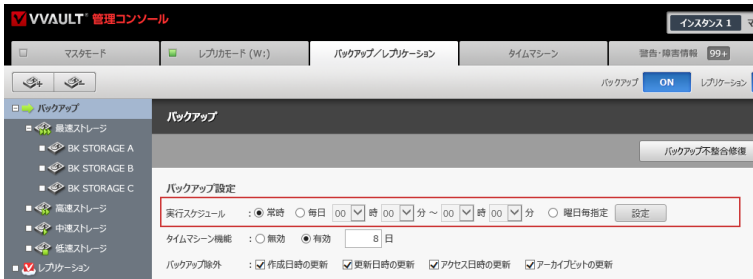 VVAULT® 管理コンソール
インスタンス 1
マスタモード
レプリカモード (W:)
バックアップ／レプリケーション
タイムマシーン
警告・障害情報 99+
バックアップ ON レプリケーション
バックアップ
最速ストレージ
BK STORAGE A
BK STORAGE B
BK STORAGE C
高速ストレージ
中速ストレージ
低速ストレージ
レプリケーション
バックアップ
バックアップ不整合修復
バックアップ設定
実行スケジュール : 常時 毎日 00 時 00 分 ～ 00 時 00 分 曜日毎指定 設定
タイムマシーン機能 : 無効 有効 8 日
バックアップ除外 : 作成日時の更新 更新日時の更新 アクセス日時の更新 アーカイブビットの更新